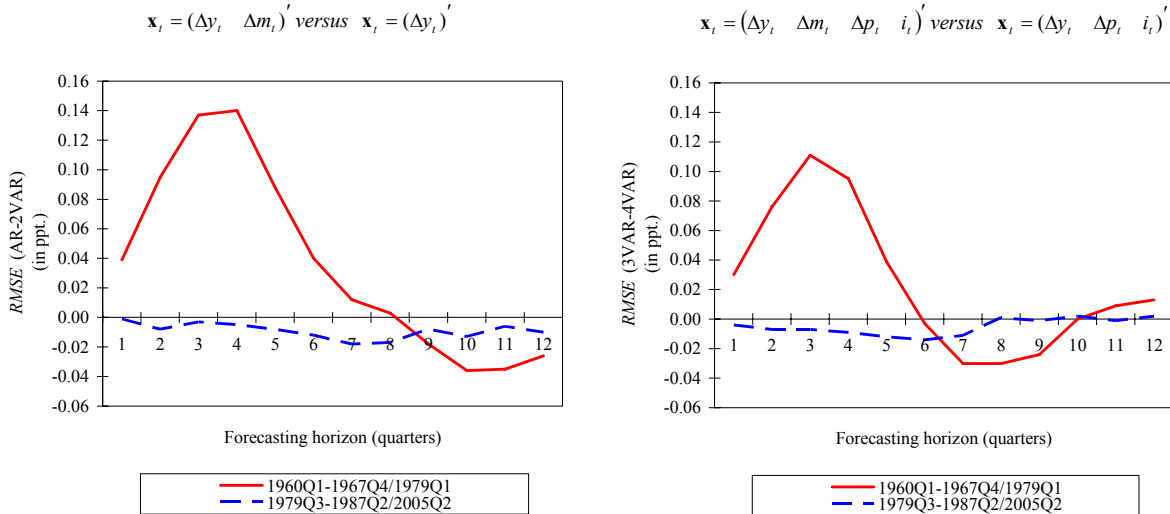 x_t = (Δy_t Δm_t)′ versus x_t = (Δy_t)′
RMSE (AR-2VAR)
(in ppt.)
0.16
0.14
0.12
0.10
0.08
0.06
0.04
0.02
0.00
-0.02
-0.04
-0.06
1 2 3 4 5 6 7 8 9 10 11 12
Forecasting horizon (quarters)
1960Q1-1967Q4/1979Q1
1979Q3-1987Q2/2005Q2
x_t = (Δy_t Δm_t Δp_t i_t)′ versus x_t = (Δy_t Δp_t i_t)′
RMSE (3VAR-4VAR)
(in ppt.)
0.16
0.14
0.12
0.10
0.08
0.06
0.04
0.02
0.00
-0.02
-0.04
-0.06
1 2 3 4 5 6 7 8 9 10 11 12
Forecasting horizon (quarters)
1960Q1-1967Q4/1979Q1
1979Q3-1987Q2/2005Q2